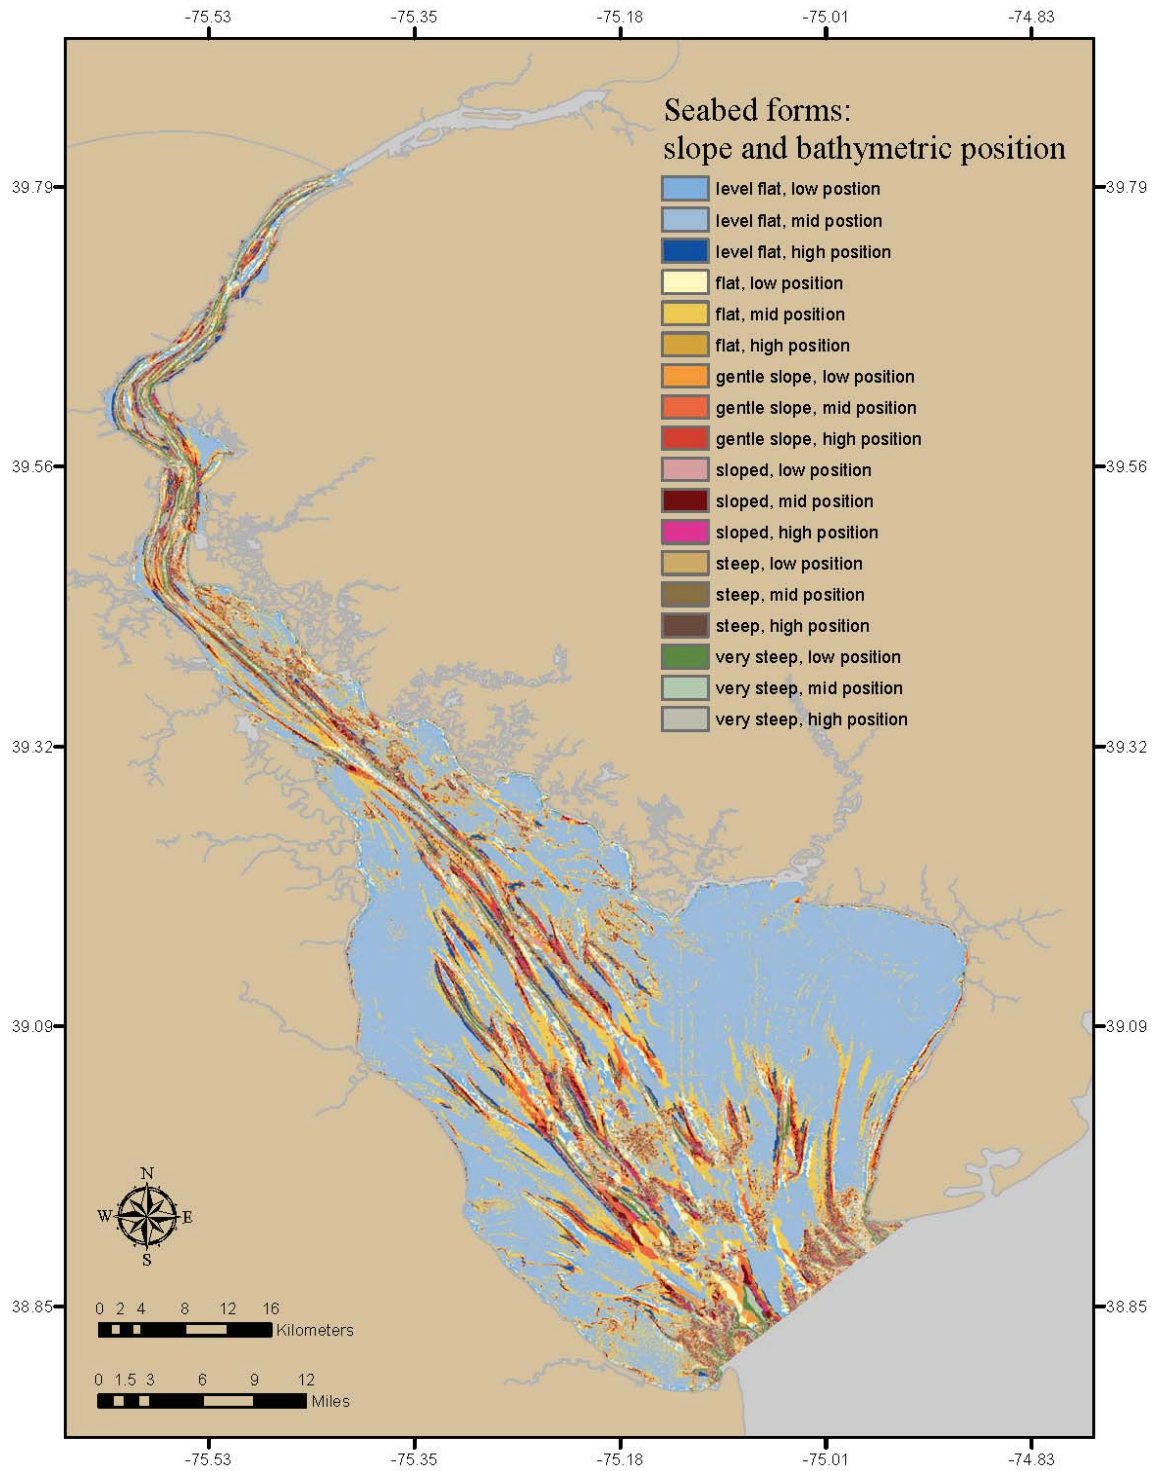 -75.53 -75.35 -75.18 -75.01 -74.83
Seabed forms:
slope and bathymetric position
39.79 39.79
level flat, low postion
level flat, mid postion
level flat, high position
flat, low position
flat, mid position
flat, high position
gentle slope, low position
gentle slope, mid position
gentle slope, high position
39.56 39.56
sloped, low position
sloped, mid position
sloped, high position
steep, low position
steep, mid position
steep, high position
very steep, low position
very steep, mid position
very steep, high position
39.32 39.32
39.09 39.09
N
W E
S
38.85 38.85
0 2 4 8 12 16
Kilometers
0 1.5 3 6 9 12
Miles
-75.53 -75.35 -75.18 -75.01 -74.83